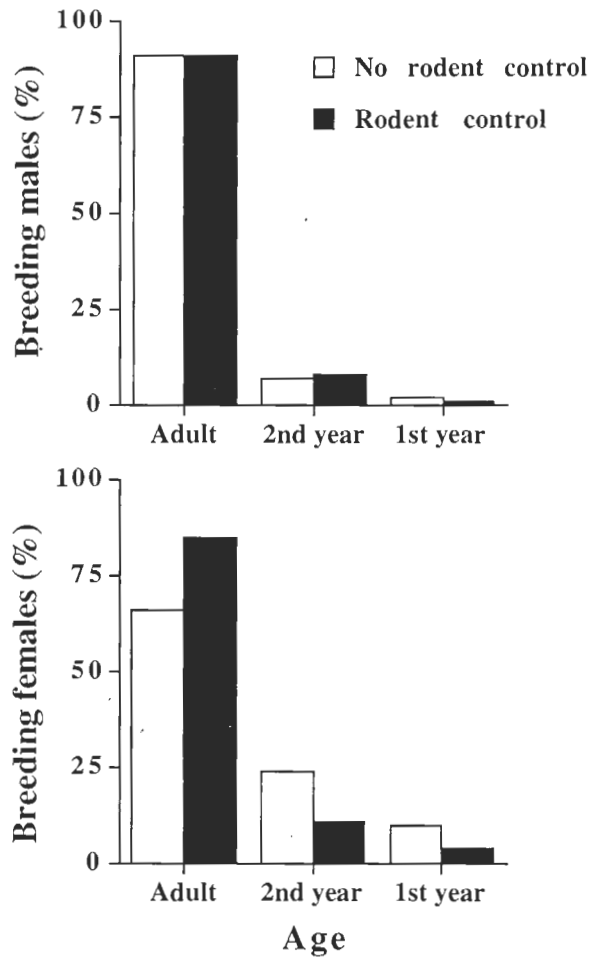 Breeding males (%)
100
75
50
25
0
No rodent control
Rodent control
Adult 2nd year 1st year
Breeding females (%)
100
75
50
25
0
Adult 2nd year 1st year
Age